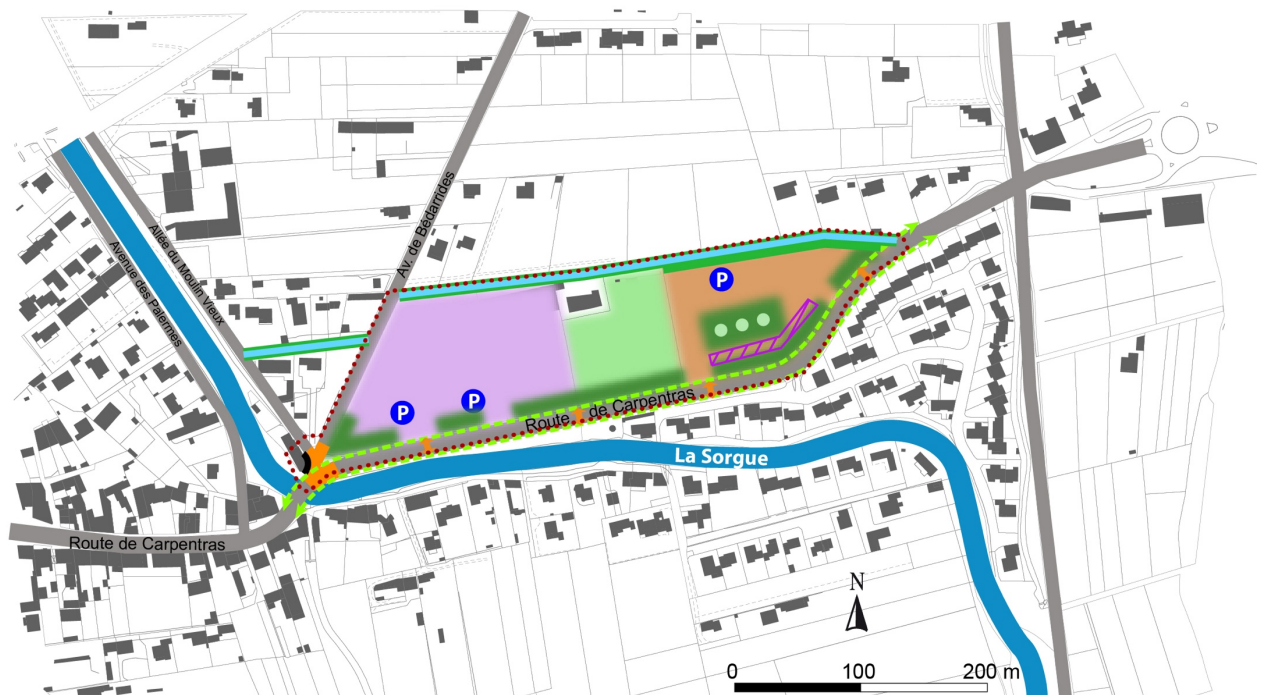 Av. de Bédarrides
Allée du Moulin Vieux
Avenue des Palermes
P
P
P
Route de Carpentras
La Sorgue
Route de Carpentras
N
0 100 200 m